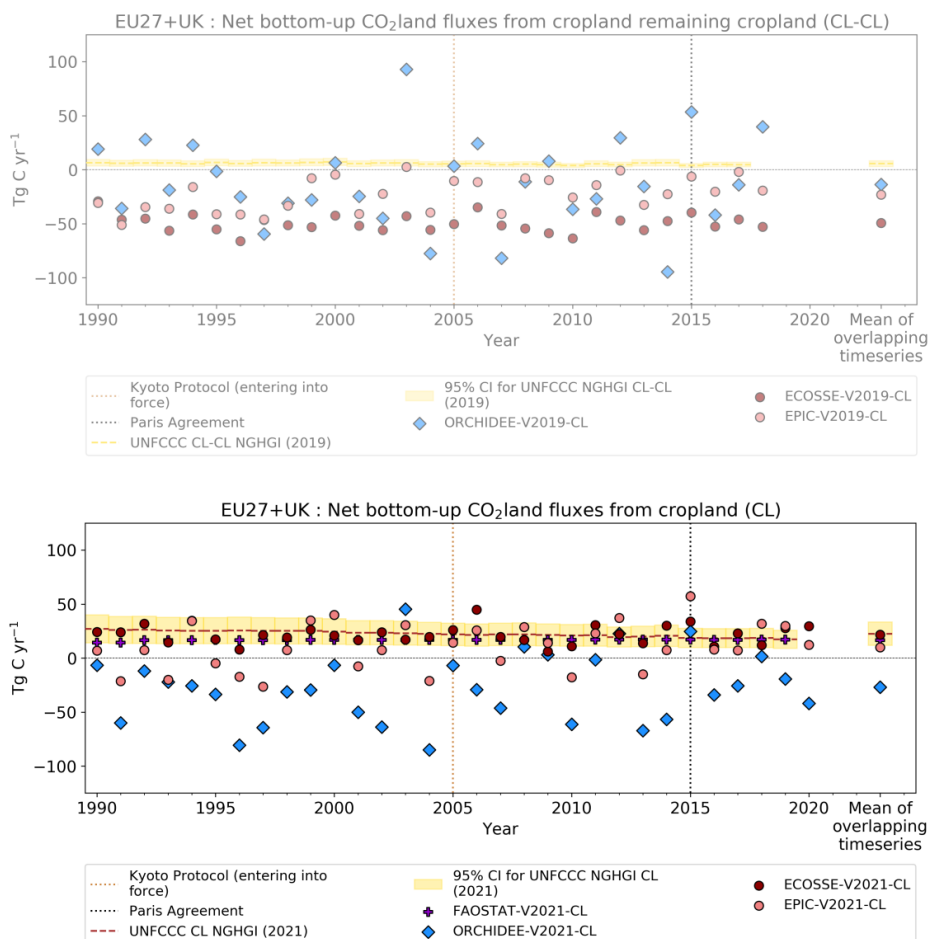 EU27+UK : Net bottom-up CO₂land fluxes from cropland remaining cropland (CL-CL)
100
50
0
−50
−100
Tg C yr⁻¹
1990
1995
2000
2005
2010
2015
2020
Mean of
overlapping
timeseries
Year
Kyoto Protocol (entering into
force)
Paris Agreement
UNFCCC CL-CL NGHGI (2019)
95% CI for UNFCCC NGHGI CL-CL
(2019)
ORCHIDEE-V2019-CL
ECOSSE-V2019-CL
EPIC-V2019-CL
EU27+UK : Net bottom-up CO₂land fluxes from cropland (CL)
100
50
0
−50
−100
Tg C yr⁻¹
1990
1995
2000
2005
2010
2015
2020
Mean of
overlapping
timeseries
Year
Kyoto Protocol (entering into
force)
Paris Agreement
UNFCCC CL NGHGI (2021)
95% CI for UNFCCC NGHGI CL
(2021)
FAOSTAT-V2021-CL
ORCHIDEE-V2021-CL
ECOSSE-V2021-CL
EPIC-V2021-CL